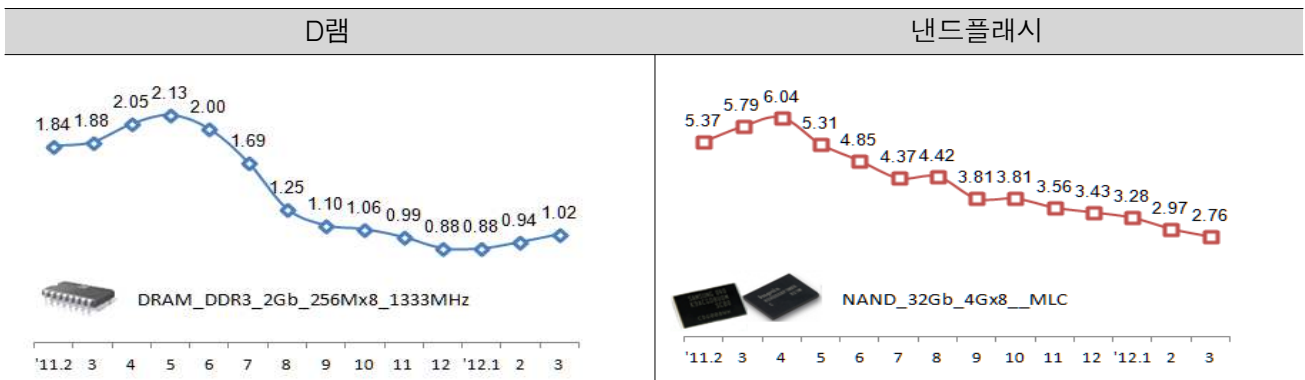 D램
1.84 1.88 2.05 2.13 2.00 1.69 1.25 1.10 1.06 0.99 0.88 0.88 0.94 1.02
DRAM_DDR3_2Gb_256Mx8_1333MHz
'11.2 3 4 5 6 7 8 9 10 11 12 '12.1 2 3
낸드플래시
5.37 5.79 6.04 5.31 4.85 4.37 4.42 3.81 3.81 3.56 3.43 3.28 2.97 2.76
NAND_32Gb_4Gx8__MLC
'11.2 3 4 5 6 7 8 9 10 11 12 '12.1 2 3